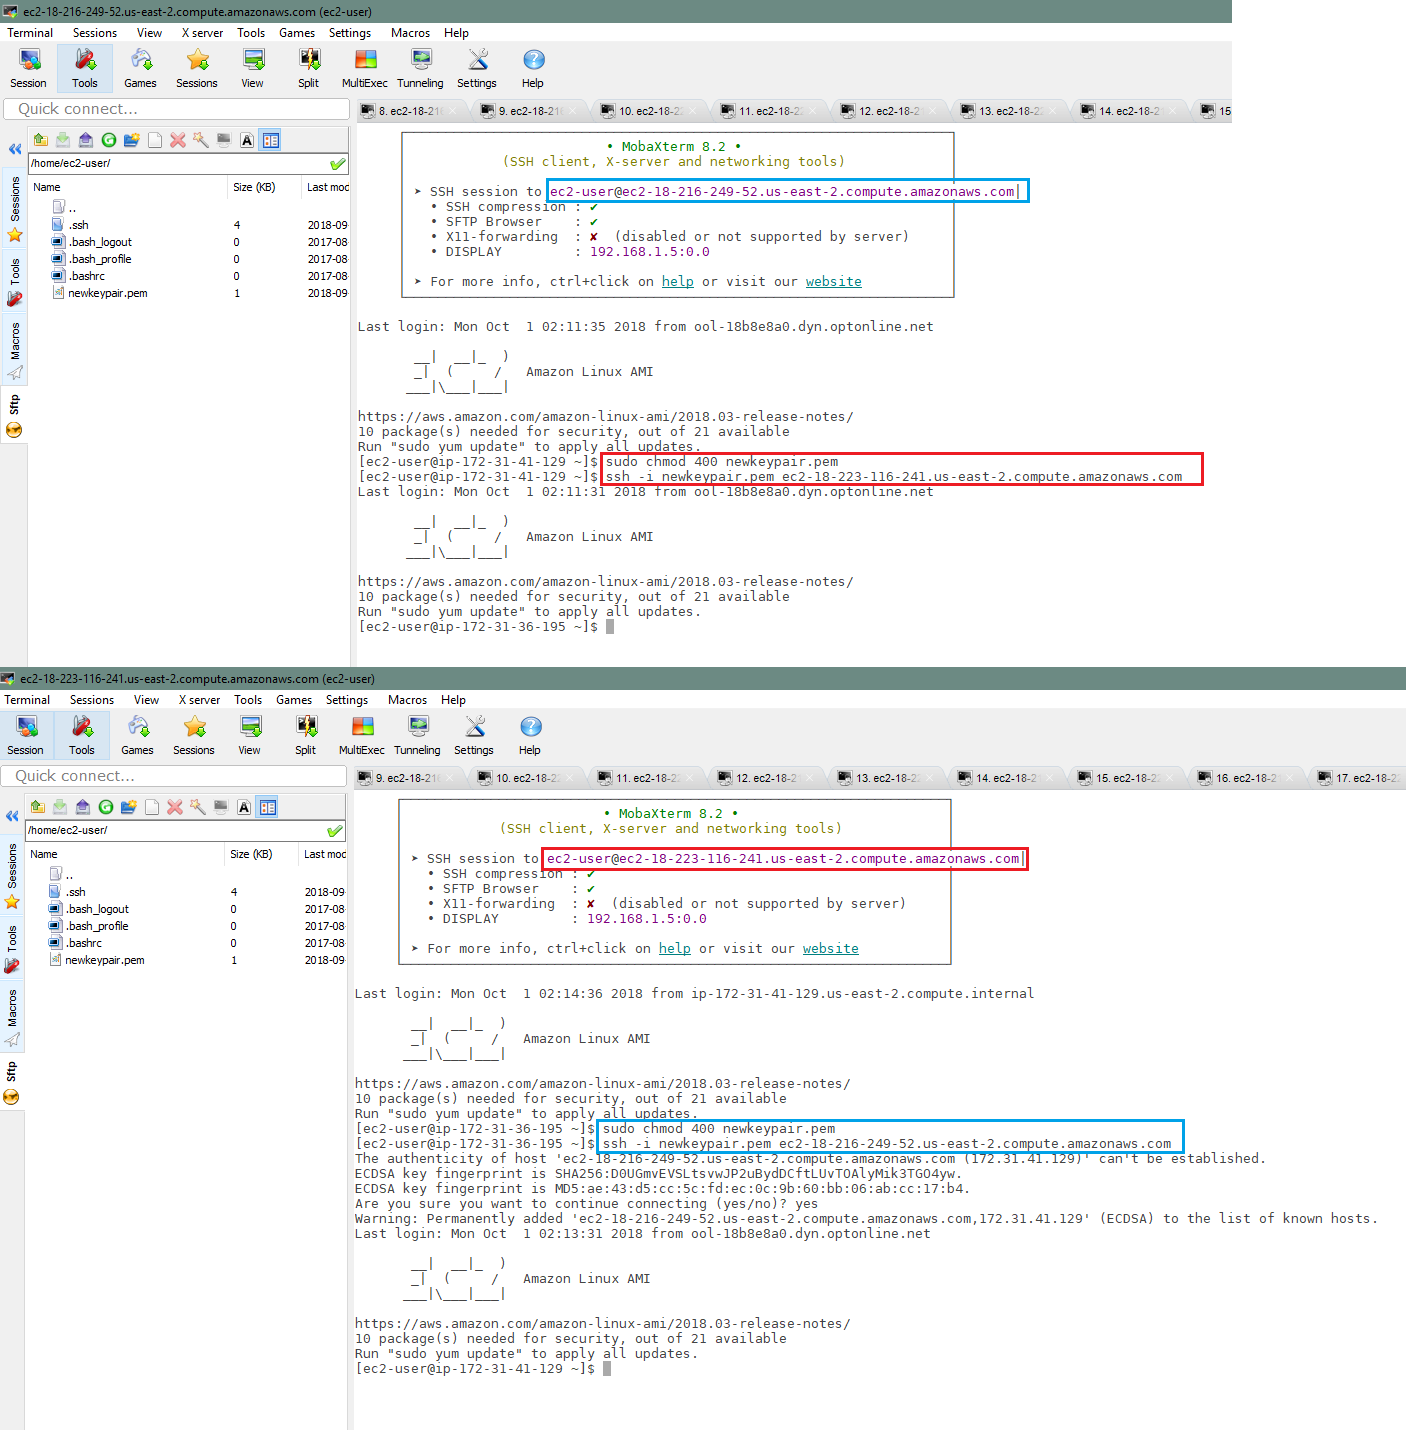 ec2-18-216-249-52.us-east-2.compute.amazonaws.com (ec2-user)
Terminal Sessions View X server Tools Games Settings Macros Help
Session Tools Games Sessions View Split MultiExec Tunneling Settings Help
Quick connect...
8. ec2-18-216 9. ec2-18-216 10. ec2-18-22 11. ec2-18-22 12. ec2-18-21 13. ec2-18-22 14. ec2-18-21 15
/home/ec2-user/
Name Size (KB) Last mod
..
.ssh 4 2018-09
.bash_logout 0 2017-08
.bash_profile 0 2017-08
.bashrc 0 2017-08
newkeypair.pem 1 2018-09
Sessions
Tools
Macros
Sftp
• MobaXterm 8.2 •
(SSH client, X-server and networking tools)
➤ SSH session to ec2-user@ec2-18-216-249-52.us-east-2.compute.amazonaws.com
• SSH compression : ✔
• SFTP Browser : ✔
• X11-forwarding : ✘ (disabled or not supported by server)
• DISPLAY : 192.168.1.5:0.0
➤ For more info, ctrl+click on help or visit our website
Last login: Mon Oct  1 02:11:35 2018 from ool-18b8e8a0.dyn.optonline.net
__|  __|_  )
_|  (     /   Amazon Linux AMI
___|\___|___|
https://aws.amazon.com/amazon-linux-ami/2018.03-release-notes/
10 package(s) needed for security, out of 21 available
Run "sudo yum update" to apply all updates.
[ec2-user@ip-172-31-41-129 ~]$ sudo chmod 400 newkeypair.pem
[ec2-user@ip-172-31-41-129 ~]$ ssh -i newkeypair.pem ec2-18-223-116-241.us-east-2.compute.amazonaws.com
Last login: Mon Oct  1 02:11:31 2018 from ool-18b8e8a0.dyn.optonline.net
__|  __|_  )
_|  (     /   Amazon Linux AMI
___|\___|___|
https://aws.amazon.com/amazon-linux-ami/2018.03-release-notes/
10 package(s) needed for security, out of 21 available
Run "sudo yum update" to apply all updates.
[ec2-user@ip-172-31-36-195 ~]$
ec2-18-223-116-241.us-east-2.compute.amazonaws.com (ec2-user)
Terminal Sessions View X server Tools Games Settings Macros Help
Session Tools Games Sessions View Split MultiExec Tunneling Settings Help
Quick connect...
9. ec2-18-216 10. ec2-18-22 11. ec2-18-22 12. ec2-18-21 13. ec2-18-22 14. ec2-18-21 15. ec2-18-22 16. ec2-18-21 17. ec2-18-22
/home/ec2-user/
Name Size (KB) Last mod
..
.ssh 4 2018-09
.bash_logout 0 2017-08
.bash_profile 0 2017-08
.bashrc 0 2017-08
newkeypair.pem 1 2018-09
Sessions
Tools
Macros
Sftp
• MobaXterm 8.2 •
(SSH client, X-server and networking tools)
➤ SSH session to ec2-user@ec2-18-223-116-241.us-east-2.compute.amazonaws.com
• SSH compression : ✔
• SFTP Browser : ✔
• X11-forwarding : ✘ (disabled or not supported by server)
• DISPLAY : 192.168.1.5:0.0
➤ For more info, ctrl+click on help or visit our website
Last login: Mon Oct  1 02:14:36 2018 from ip-172-31-41-129.us-east-2.compute.internal
__|  __|_  )
_|  (     /   Amazon Linux AMI
___|\___|___|
https://aws.amazon.com/amazon-linux-ami/2018.03-release-notes/
10 package(s) needed for security, out of 21 available
Run "sudo yum update" to apply all updates.
[ec2-user@ip-172-31-36-195 ~]$ sudo chmod 400 newkeypair.pem
[ec2-user@ip-172-31-36-195 ~]$ ssh -i newkeypair.pem ec2-18-216-249-52.us-east-2.compute.amazonaws.com
The authenticity of host 'ec2-18-216-249-52.us-east-2.compute.amazonaws.com (172.31.41.129)' can't be established.
ECDSA key fingerprint is SHA256:D0UGmvEVSLtsvwJP2uBydDCftLUvTOAlyMik3TGO4yw.
ECDSA key fingerprint is MD5:ae:43:d5:cc:5c:fd:ec:0c:9b:60:bb:06:ab:cc:17:b4.
Are you sure you want to continue connecting (yes/no)? yes
Warning: Permanently added 'ec2-18-216-249-52.us-east-2.compute.amazonaws.com,172.31.41.129' (ECDSA) to the list of known hosts.
Last login: Mon Oct  1 02:13:31 2018 from ool-18b8e8a0.dyn.optonline.net
__|  __|_  )
_|  (     /   Amazon Linux AMI
___|\___|___|
https://aws.amazon.com/amazon-linux-ami/2018.03-release-notes/
10 package(s) needed for security, out of 21 available
Run "sudo yum update" to apply all updates.
[ec2-user@ip-172-31-41-129 ~]$